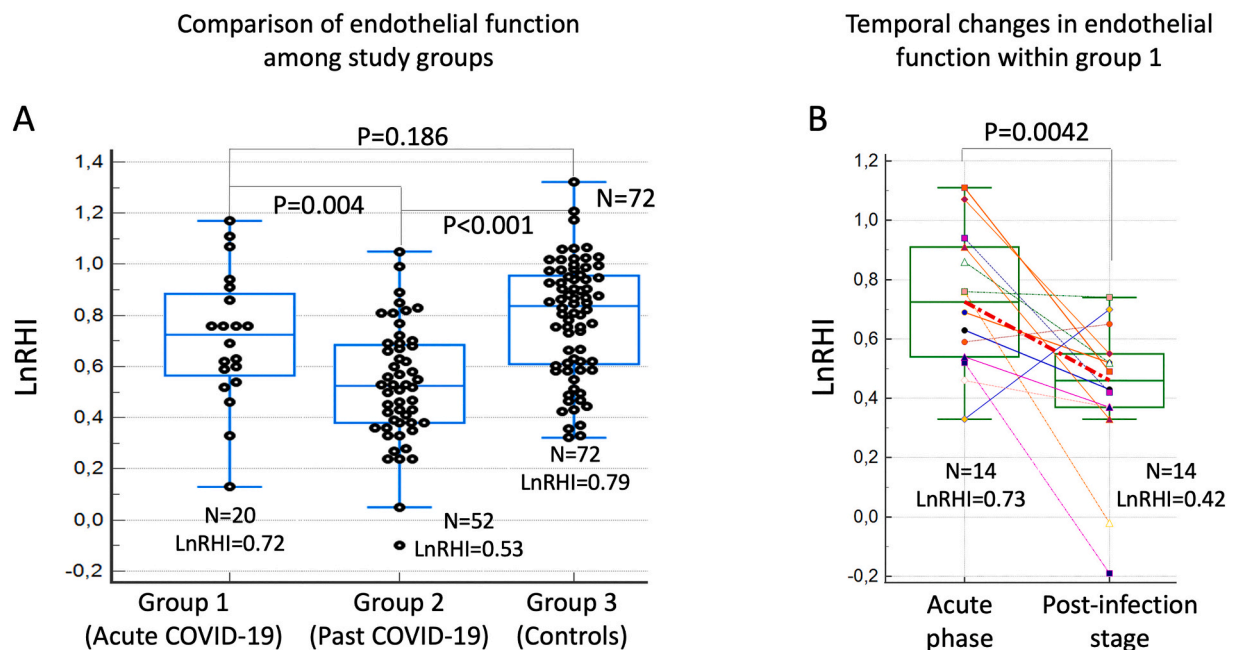 Comparison of endothelial function
among study groups
A
P=0.186
P=0.004
P<0.001
N=72
LnRHI
1,4
1,2
1,0
0,8
0,6
0,4
0,2
0,0
-0,2
N=20
LnRHI=0.72
N=52
LnRHI=0.53
N=72
LnRHI=0.79
Group 1
(Acute COVID-19)
Group 2
(Past COVID-19)
Group 3
(Controls)
Temporal changes in endothelial
function within group 1
B
P=0.0042
LnRHI
1,2
1,0
0,8
0,6
0,4
0,2
0,0
-0,2
N=14
LnRHI=0.73
N=14
LnRHI=0.42
Acute
phase
Post-infection
stage